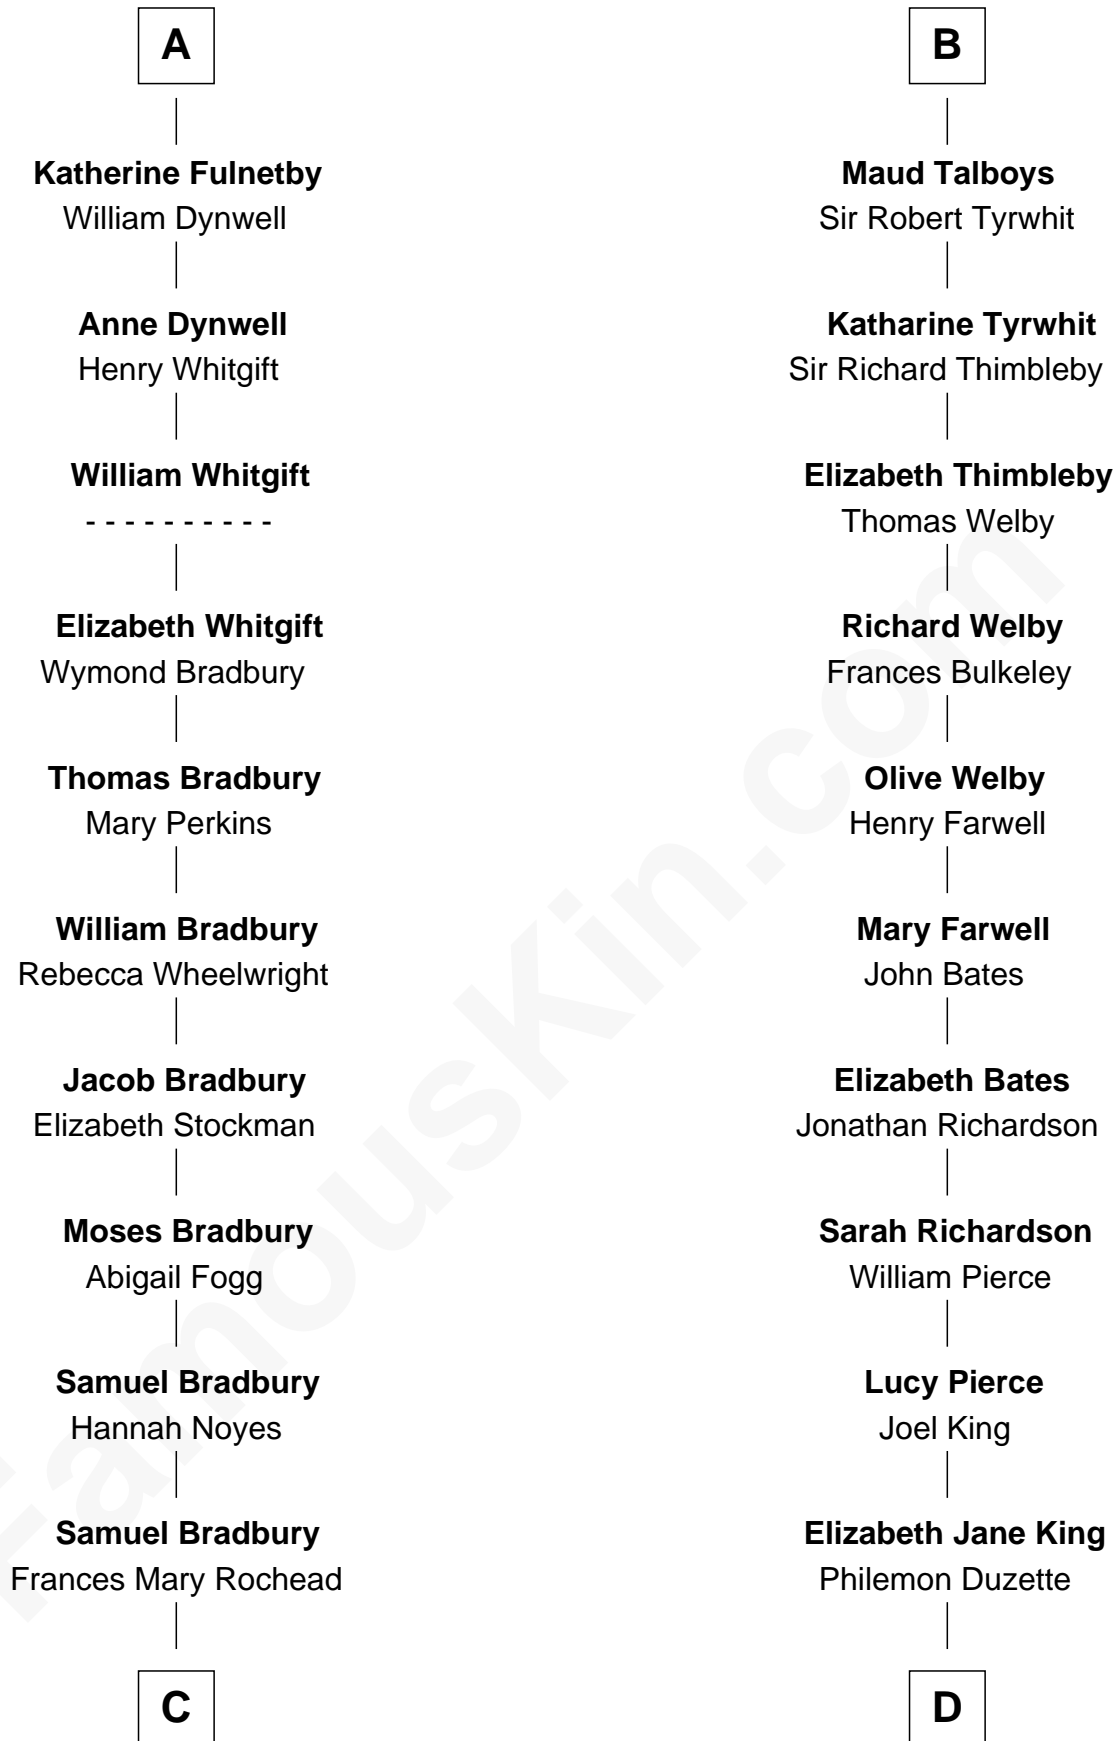 A
Katherine Fulnetby
William Dynwell
Anne Dynwell
Henry Whitgift
William Whitgift
- - - - - - - - - -
Elizabeth Whitgift
Wymond Bradbury
Thomas Bradbury
Mary Perkins
William Bradbury
Rebecca Wheelwright
Jacob Bradbury
Elizabeth Stockman
Moses Bradbury
Abigail Fogg
Samuel Bradbury
Hannah Noyes
Samuel Bradbury
Frances Mary Rochead
C
B
Maud Talboys
Sir Robert Tyrwhit
Katharine Tyrwhit
Sir Richard Thimbleby
Elizabeth Thimbleby
Thomas Welby
Richard Welby
Frances Bulkeley
Olive Welby
Henry Farwell
Mary Farwell
John Bates
Elizabeth Bates
Jonathan Richardson
Sarah Richardson
William Pierce
Lucy Pierce
Joel King
Elizabeth Jane King
Philemon Duzette
D
FamousKin.com